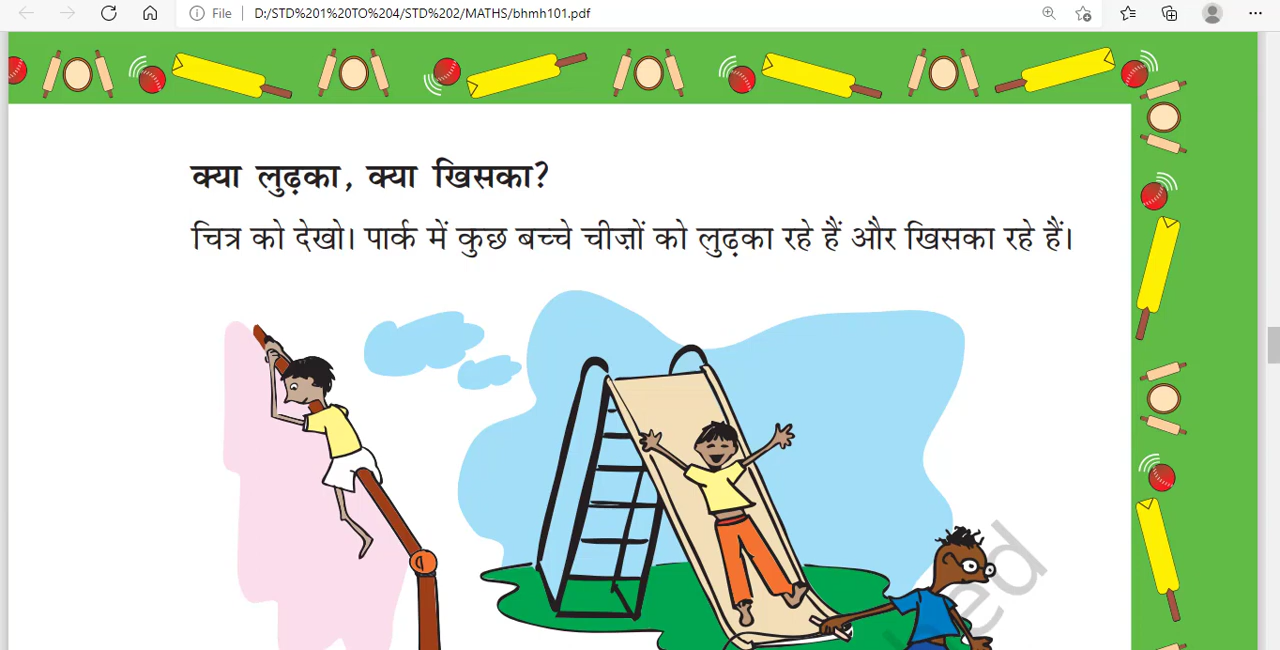 File
D:/STD%201%20TO%204/STD%202/MATHS/bhmh101.pdf
क्या लुढ़का, क्या खिसका?
चित्र को देखो। पार्क में कुछ बच्चे चीज़ों को लुढ़का रहे हैं और खिसका रहे हैं।